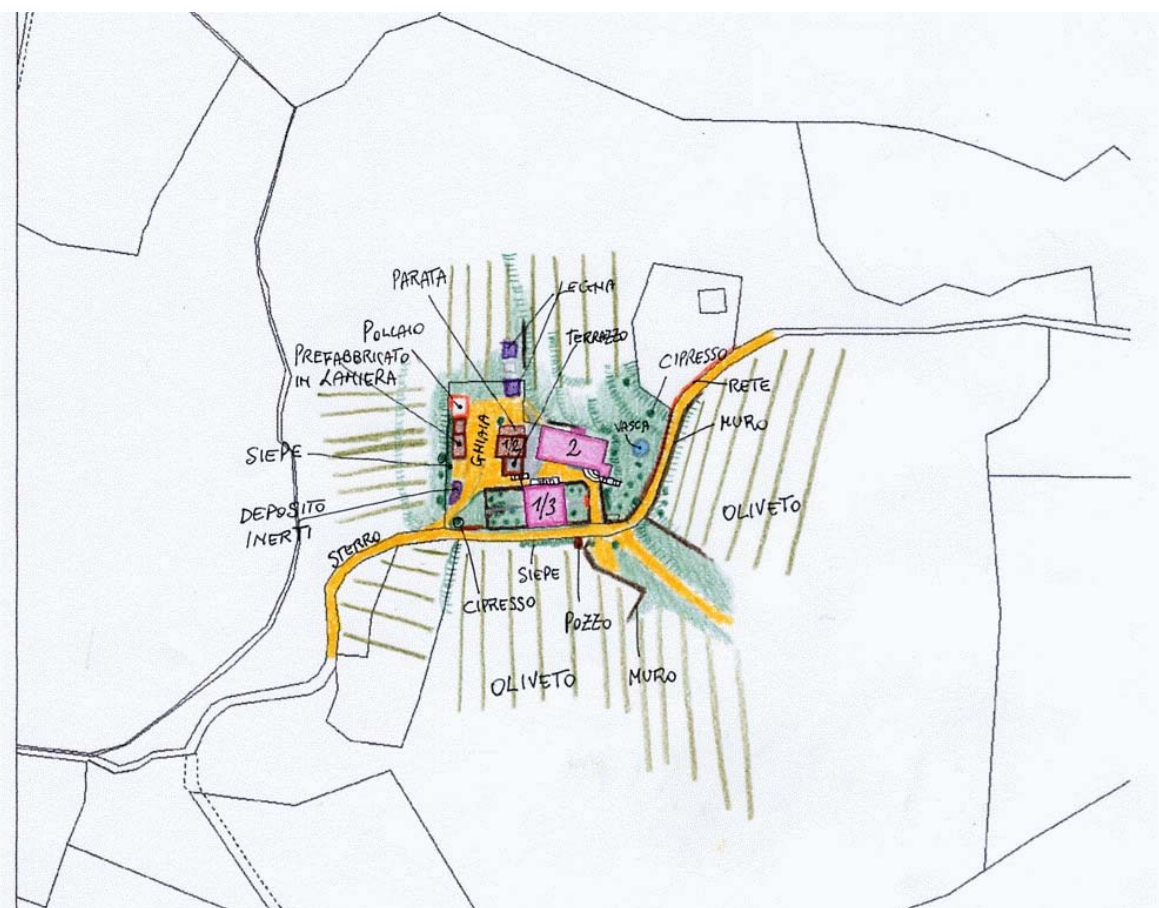 PARATA
LEGNA
POLLAIO
TERRAZZO
PREFABBRICATO
IN LAMIERA
CIPRESSO
RETE
GHIAIA
VASCA
MURO
1/2
2
SIEPE
DEPOSITO
INERTI
1/3
OLIVETO
STERRO
SIEPE
CIPRESSO
POZZO
OLIVETO
MURO